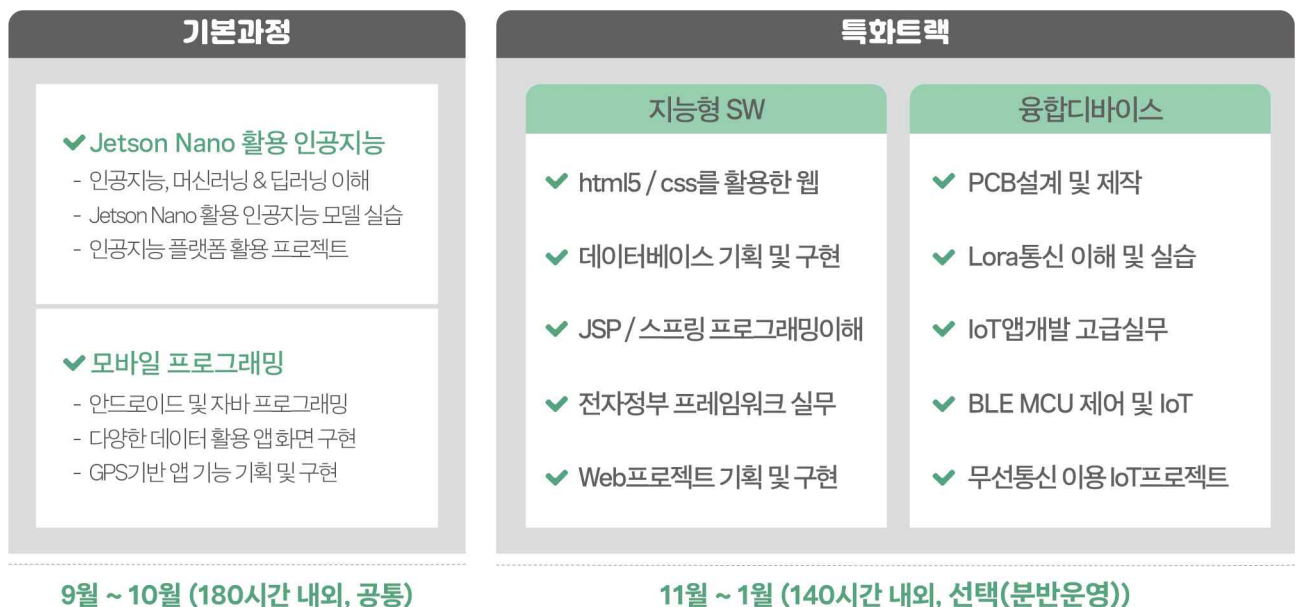 기본과정
Jetson Nano 활용 인공지능
- 인공지능, 머신러닝 & 딥러닝 이해
- Jetson Nano 활용 인공지능 모델 실습
- 인공지능 플랫폼 활용 프로젝트
모바일 프로그래밍
- 안드로이드 및 자바 프로그래밍
- 다양한 데이터 활용 앱 화면 구현
- GPS기반 앱 기능 기획 및 구현
9월 ~ 10월 (180시간 내외, 공통)
특화트랙
지능형 SW
html5 / css를 활용한 웹
데이터베이스 기획 및 구현
JSP / 스프링 프로그래밍이해
전자정부 프레임워크 실무
Web프로젝트 기획 및 구현
융합디바이스
PCB설계 및 제작
Lora통신 이해 및 실습
IoT앱개발 고급실무
BLE MCU 제어 및 IoT
무선통신 이용 IoT프로젝트
11월 ~ 1월 (140시간 내외, 선택(분반운영))